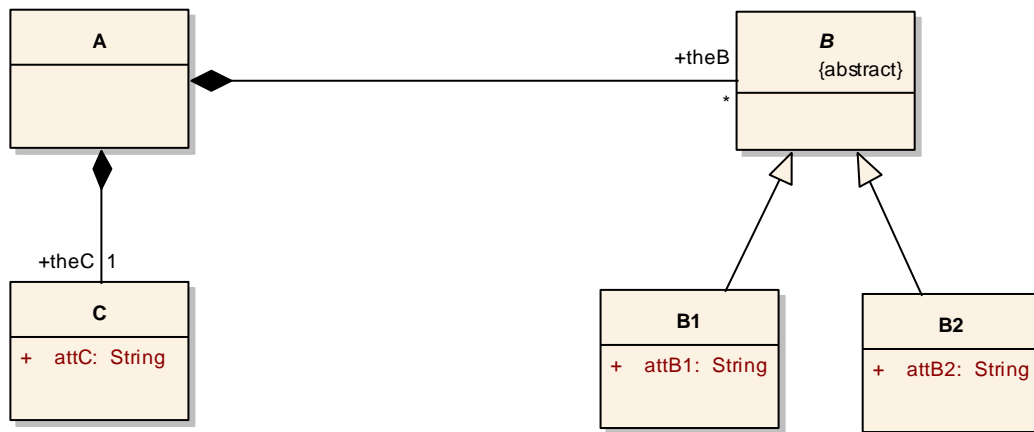 A
B
{abstract}
+theB
*
+theC 1
C
+ attC: String
B1
+ attB1: String
B2
+ attB2: String